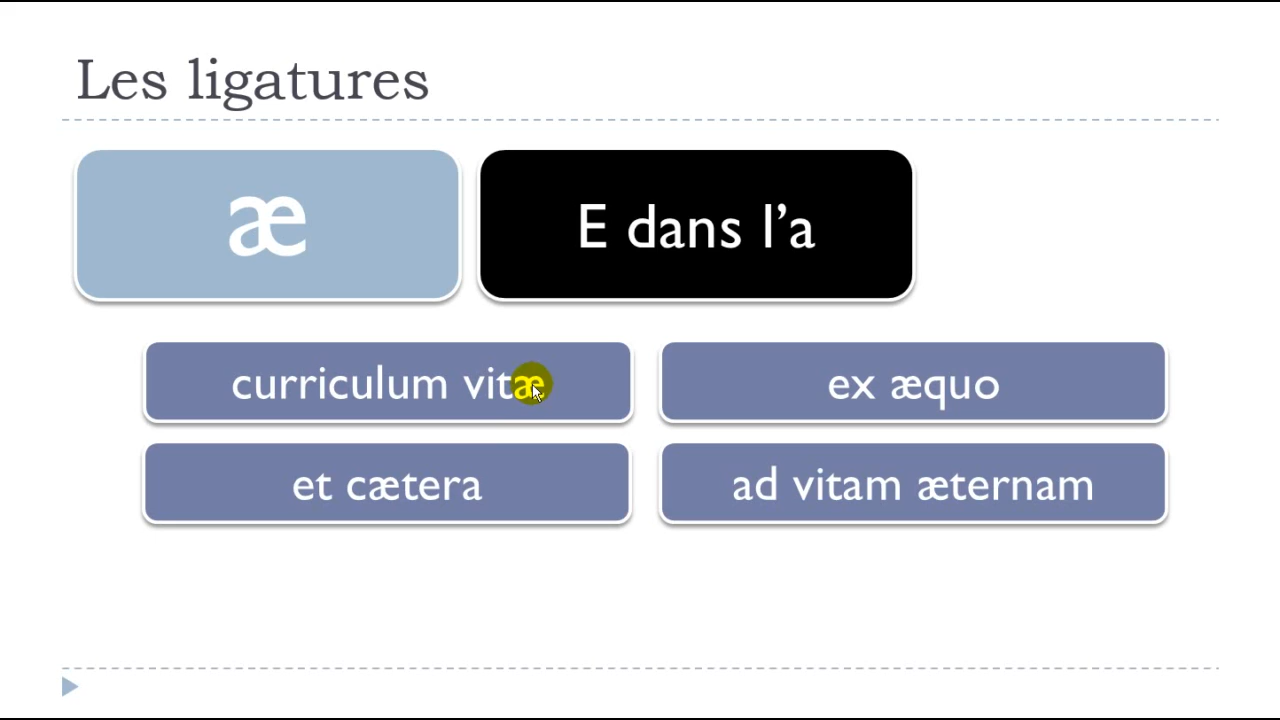 Les ligatures
æ
E dans l’a
curriculum vitæ
ex æquo
et cætera
ad vitam æternam